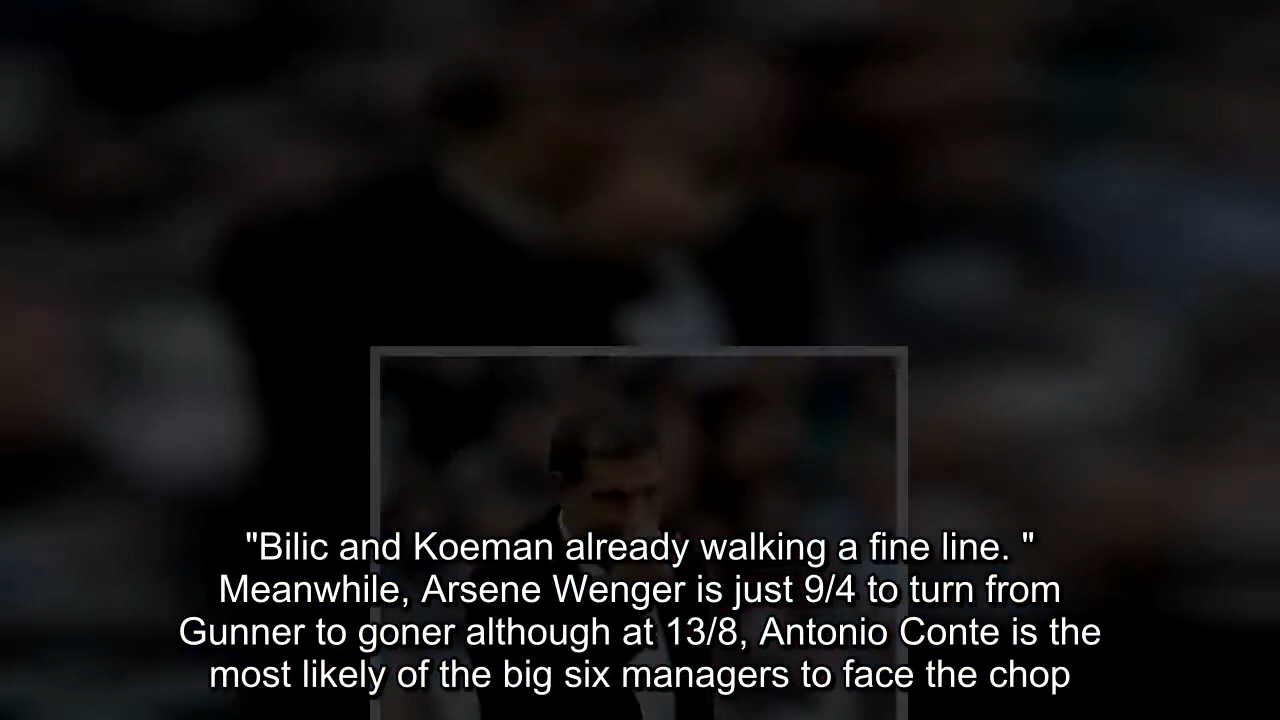 "Bilic and Koeman already walking a fine line. "
Meanwhile, Arsene Wenger is just 9/4 to turn from
Gunner to goner although at 13/8, Antonio Conte is the
most likely of the big six managers to face the chop